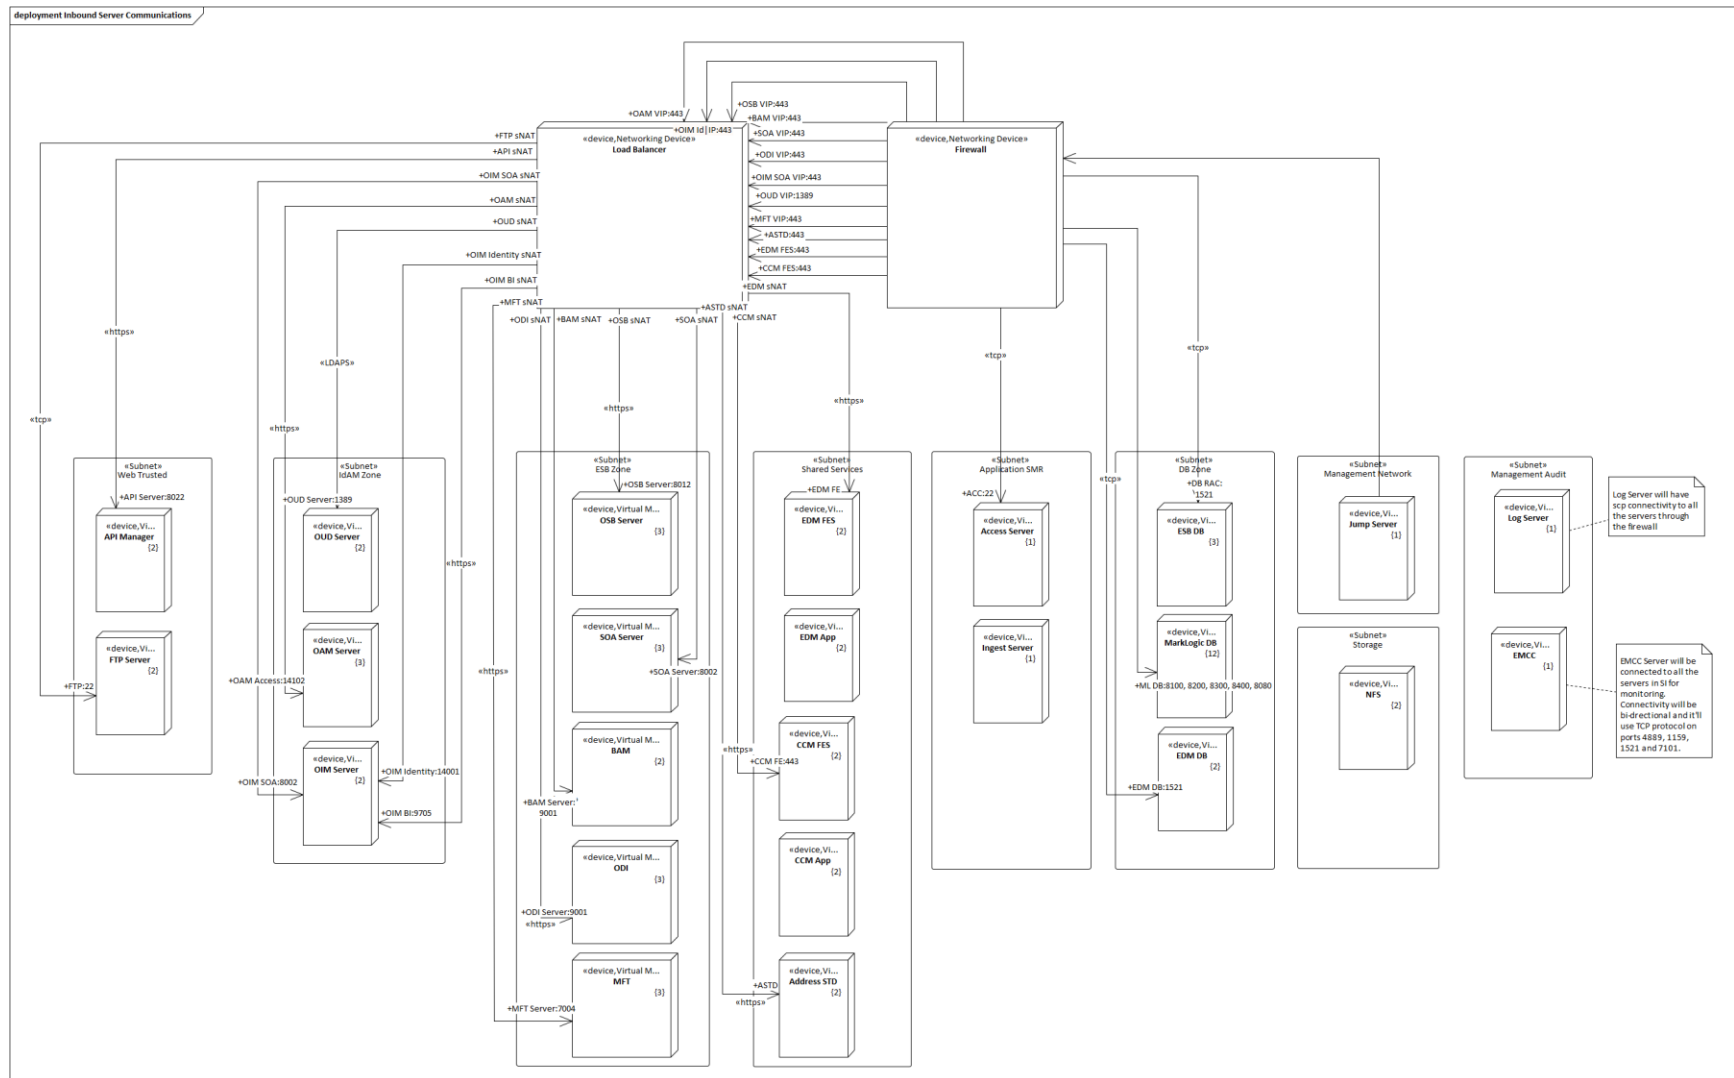 deployment Inbound Server Communications
+OAM VIP:443
+OSB VIP:443
+BAM VIP:443
+OIM Id
IP:443
+SOA VIP:443
+ODI VIP:443
+OIM SOA VIP:443
+OUD VIP:1389
+MFT VIP:443
+ASTD:443
+EDM FES:443
+CCM FES:443
«device,Networking Device»
Load Balancer
«device,Networking Device»
Firewall
+FTP sNAT
+API sNAT
+OIM SOA sNAT
+OAM sNAT
+OUD sNAT
+OIM Identity sNAT
+OIM BI sNAT
+MFT sNAT
+ODI sNAT
+BAM sNAT
+OSB sNAT
+SOA sNAT
+ASTD sNAT
+CCM sNAT
+EDM sNAT
«https»
«LDAPS»
«tcp»
«https»
«https»
«https»
«https»
«tcp»
«tcp»
«tcp»
«https»
«https»
«https»
«https»
«Subnet»
Web Trusted
+API Server:8022
«device,Vi...
API Manager
{2}
«device,Vi...
FTP Server
{2}
+FTP:22
«Subnet»
IdAM Zone
+OUD Server:1389
«device,Vi...
OUD Server
{2}
«device,Vi...
OAM Server
{3}
+OAM Access:14102
«device,Vi...
OIM Server
{2}
+OIM Identity:14001
+OIM SOA:8002
+OIM BI:9705
«Subnet»
ESB Zone
+OSB Server:8012
«device,Virtual M...
OSB Server
{3}
«device,Virtual M...
SOA Server
{3}
+SOA Server:8002
«device,Virtual M...
BAM
{2}
+BAM Server:
9001
«device,Virtual M...
ODI
{3}
+ODI Server:9001
«device,Virtual M...
MFT
{3}
+MFT Server:7004
«Subnet»
Shared Services
+EDM FE
«device,Vi...
EDM FES
{2}
«device,Vi...
EDM App
{2}
«device,Vi...
CCM FES
{2}
+CCM FE:443
«device,Vi...
CCM App
{2}
«device,Vi...
Address STD
{2}
+ASTD
«Subnet»
Application SMR
+ACC:22
«device,Vi...
Access Server
{1}
«device,Vi...
Ingest Server
{1}
«Subnet»
DB Zone
+DB RAC:
1521
«device,Vi...
ESB DB
{3}
«device,Vi...
MarkLogic DB
{12}
+ML DB:8100, 8200, 8300, 8400, 8080
«device,Vi...
EDM DB
{2}
+EDM DB:1521
«Subnet»
Management Network
«device,Vi...
Jump Server
{1}
«Subnet»
Storage
«device,Vi...
NFS
{2}
«Subnet»
Management Audit
«device,Vi...
Log Server
{1}
«device,Vi...
EMCC
{1}
Log Server will have
scp connectivity to all
the servers through
the firewall
EMCC Server will be
connected to all the
servers in SI for
monitoring.
Connectivity will be
bi-directional and it'll
use TCP protocol on
ports 4889, 1159,
1521 and 7101.